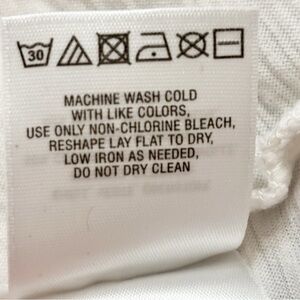 30
MACHINE WASH COLD
WITH LIKE COLORS,
USE ONLY NON-CHLORINE BLEACH,
RESHAPE LAY FLAT TO DRY,
LOW IRON AS NEEDED,
DO NOT DRY CLEAN